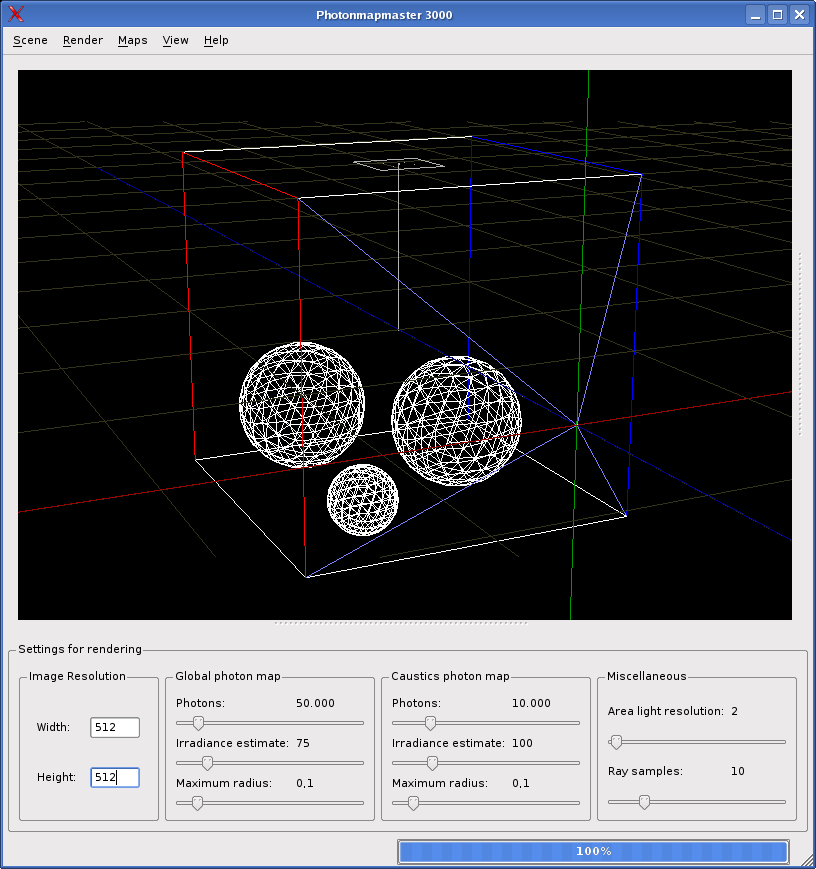 Photonmapmaster 3000
Scene Render Maps View Help
Settings for rendering
Image Resolution
Width: 512
Height: 512
Global photon map
Photons: 50.000
Irradiance estimate: 75
Maximum radius: 0,1
Caustics photon map
Photons: 10.000
Irradiance estimate: 100
Maximum radius: 0,1
Miscellaneous
Area light resolution: 2
Ray samples: 10
100%